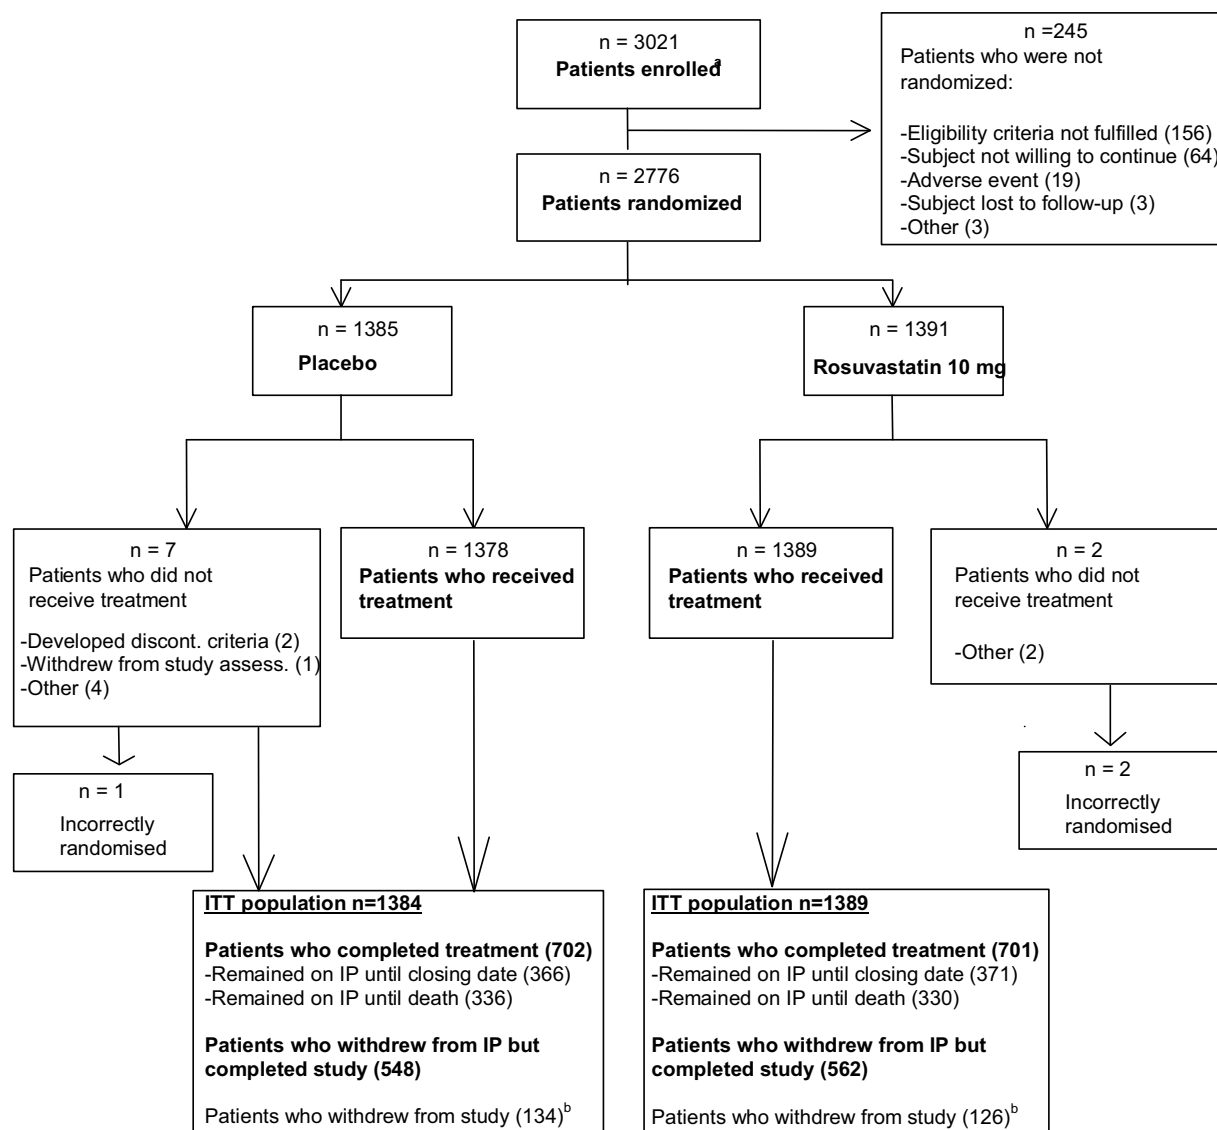 n = 3021
Patients enrolledᵃ
n =245
Patients who were not
randomized:
-Eligibility criteria not fulfilled (156)
-Subject not willing to continue (64)
-Adverse event (19)
-Subject lost to follow-up (3)
-Other (3)
n = 2776
Patients randomized
n = 1385
Placebo
n = 1391
Rosuvastatin 10 mg
n = 7
Patients who did not
receive treatment
-Developed discont. criteria (2)
-Withdrew from study assess. (1)
-Other (4)
n = 1378
Patients who received
treatment
n = 1389
Patients who received
treatment
n = 2
Patients who did not
receive treatment
-Other (2)
n = 1
Incorrectly
randomised
n = 2
Incorrectly
randomised
ITT population n=1384
Patients who completed treatment (702)
-Remained on IP until closing date (366)
-Remained on IP until death (336)
Patients who withdrew from IP but
completed study (548)
Patients who withdrew from study (134)ᵇ
ITT population n=1389
Patients who completed treatment (701)
-Remained on IP until closing date (371)
-Remained on IP until death (330)
Patients who withdrew from IP but
completed study (562)
Patients who withdrew from study (126)ᵇ